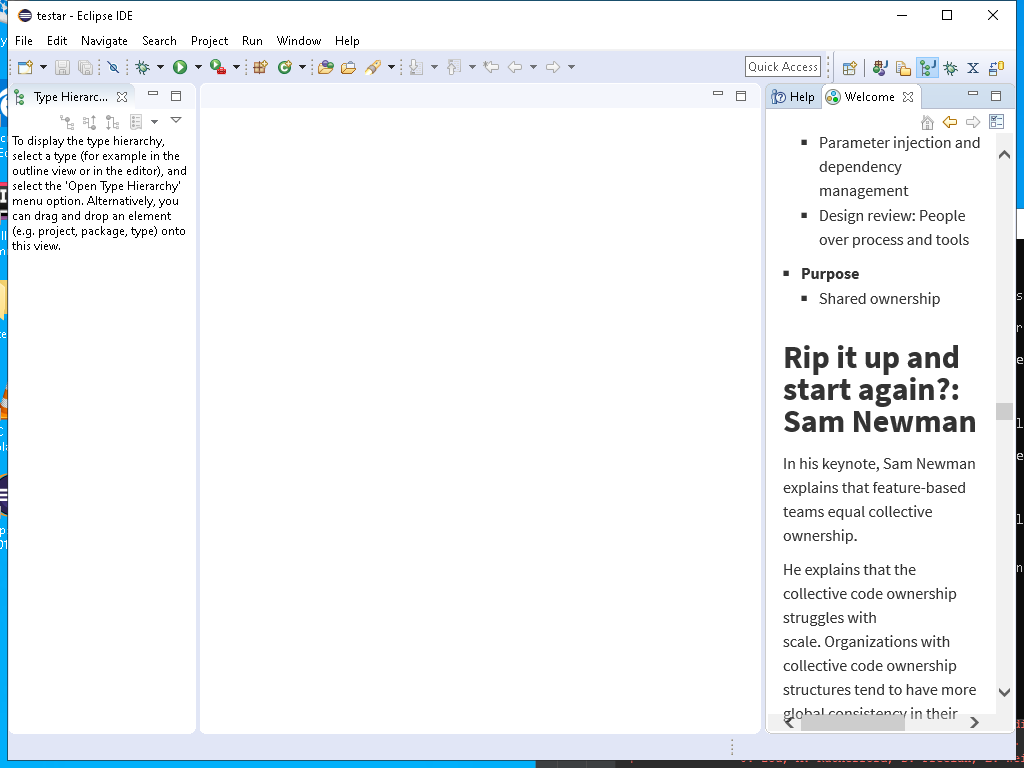 testar - Eclipse IDE
File Edit Navigate Search Project Run Window Help
Quick Access
Type Hierarc...
Help
Welcome
To display the type hierarchy,
select a type (for example in the
outline view or in the editor), and
select the 'Open Type Hierarchy'
menu option. Alternatively, you
can drag and drop an element
(e.g. project, package, type) onto
this view.
Parameter injection and
dependency
management
Design review: People
over process and tools
Purpose
Shared ownership
Rip it up and
start again?:
Sam Newman
In his keynote, Sam Newman
explains that feature-based
teams equal collective
ownership.
He explains that the
collective code ownership
struggles with
scale. Organizations with
collective code ownership
structures tend to have more
global consistency in their